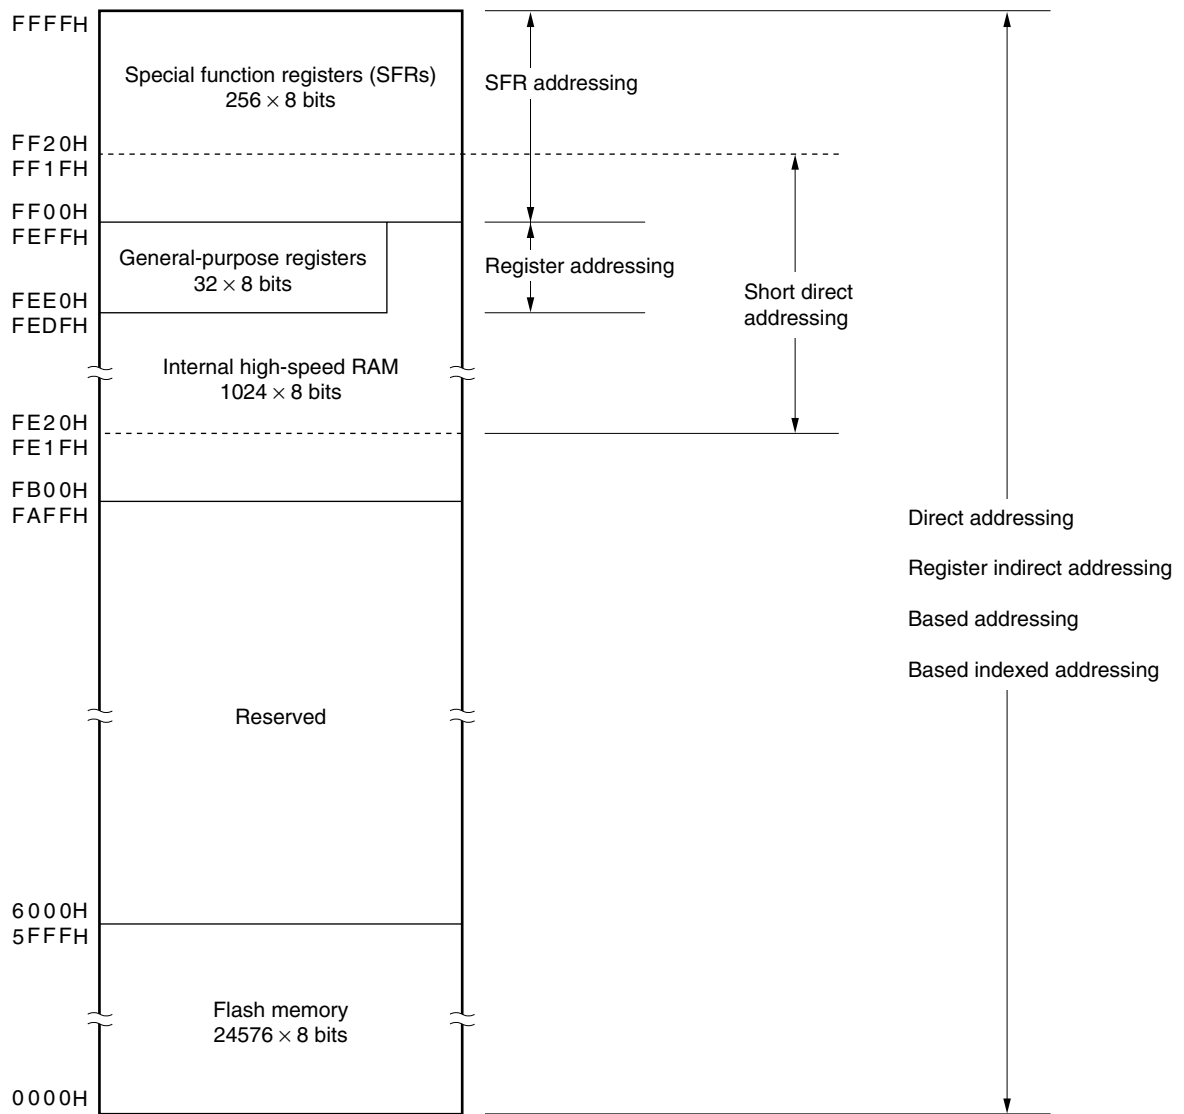 FFFFH
Special function registers (SFRs)
256 × 8 bits
SFR addressing
FF20H
FF1FH
FF00H
FEFFH
General-purpose registers
32 × 8 bits
Register addressing
Short direct
addressing
FEE0H
FEDFH
Internal high-speed RAM
1024 × 8 bits
FE20H
FE1FH
FB00H
FAFFH
Direct addressing
Register indirect addressing
Based addressing
Based indexed addressing
Reserved
6000H
5FFFH
Flash memory
24576 × 8 bits
0000H